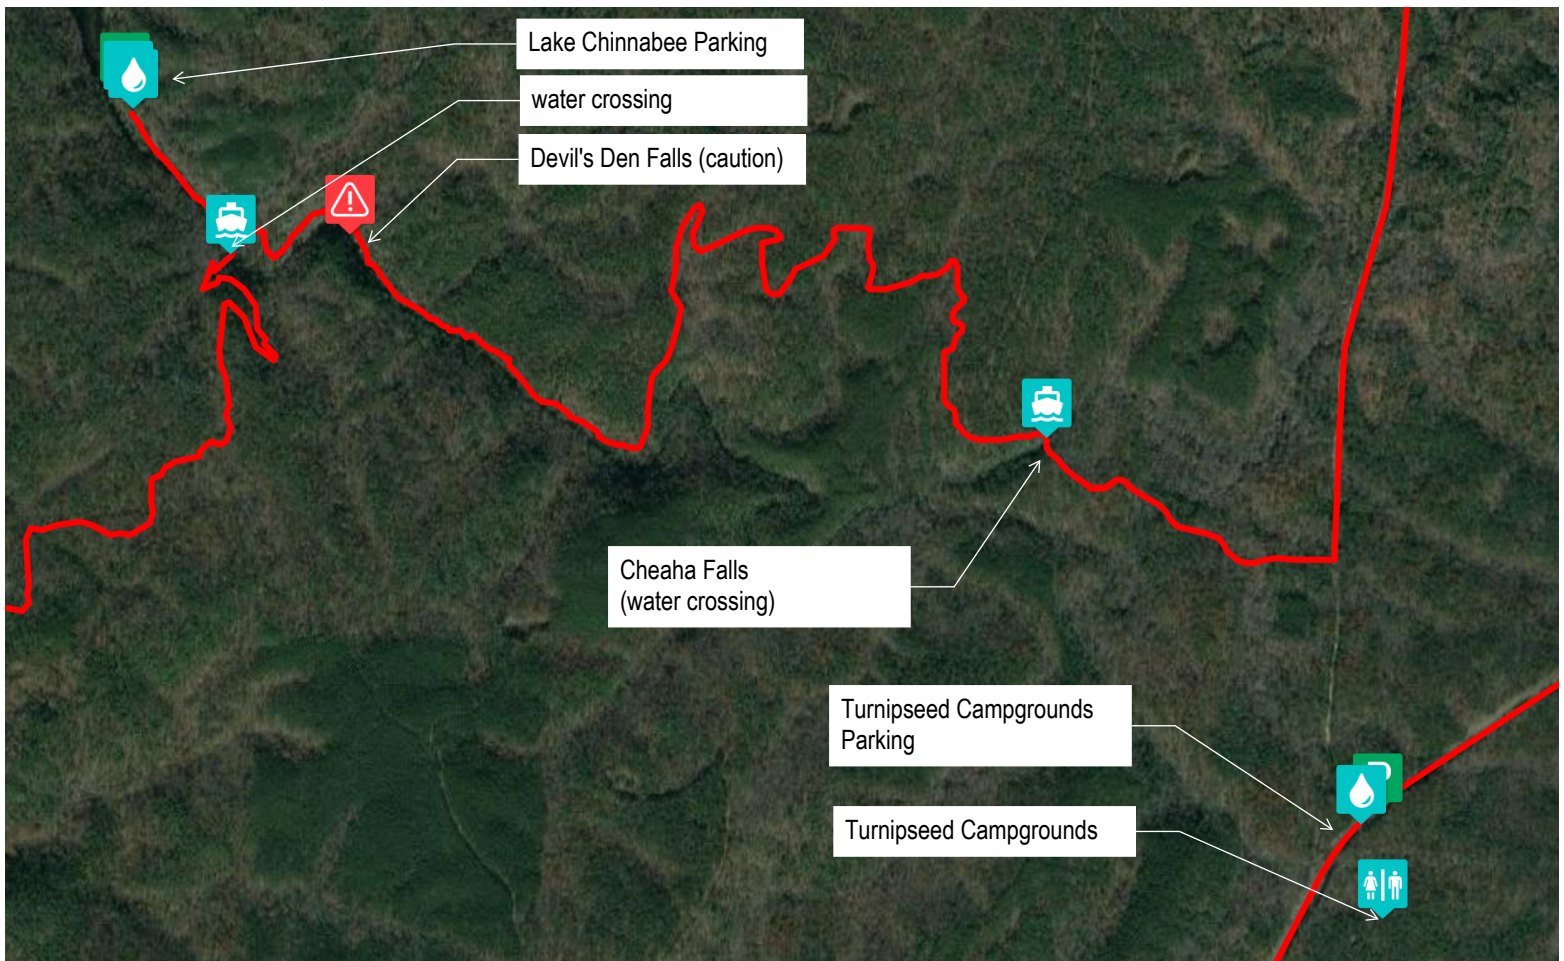 Lake Chinnabee Parking
water crossing
Devil's Den Falls (caution)
Cheaha Falls
(water crossing)
Turnipseed Campgrounds
Parking
Turnipseed Campgrounds